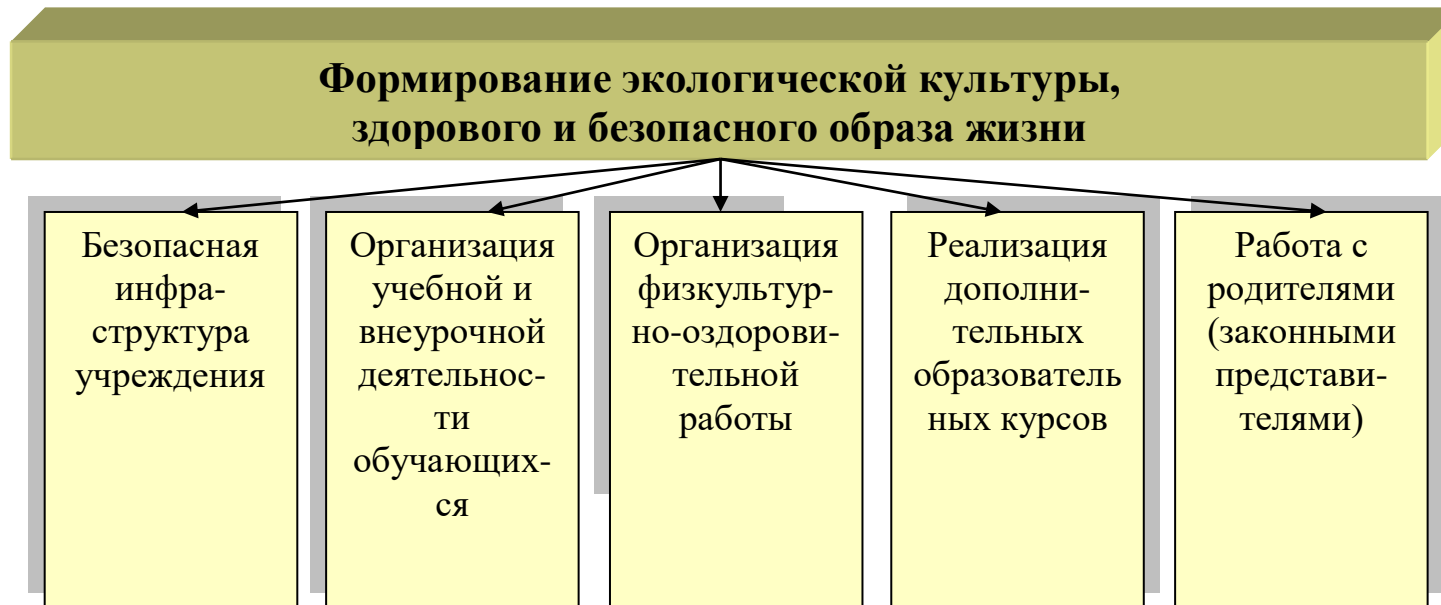 Формирование экологической культуры,
здорового и безопасного образа жизни
Безопасная
инфра-
структура
учреждения
Организация
учебной и
внеурочной
деятельнос-
ти
обучающих-
ся
Организация
физкультур-
но-оздорови-
тельной
работы
Реализация
дополни-
тельных
образователь
ных курсов
Работа с
родителями
(законными
представи-
телями)